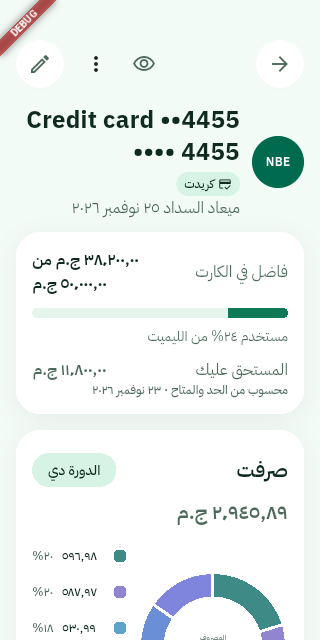 DEBUG
Credit card ••4455
•••• 4455
NBE
كريدت
ميعاد السداد ٢٥ نوفمبر ٢٠٢٦
فاضل في الكارت
٣٨,٢٠٠,٠٠ ج.م من
٥٠,٠٠٠,٠٠ ج.م
مستخدم ٢٤% من الليميت
المستحق عليك
١١,٨٠٠,٠٠ ج.م
محسوب من الحد والمتاح · ٢٣ نوفمبر ٢٠٢٦
صرفت
الدورة دي
٢,٩٤٥,٨٩ ج.م
٥٩٦,٩٨ ٢٠%
٥٨٧,٩٧ ٢٠%
٥٣٠,٩٩ ١٨%
المصروف